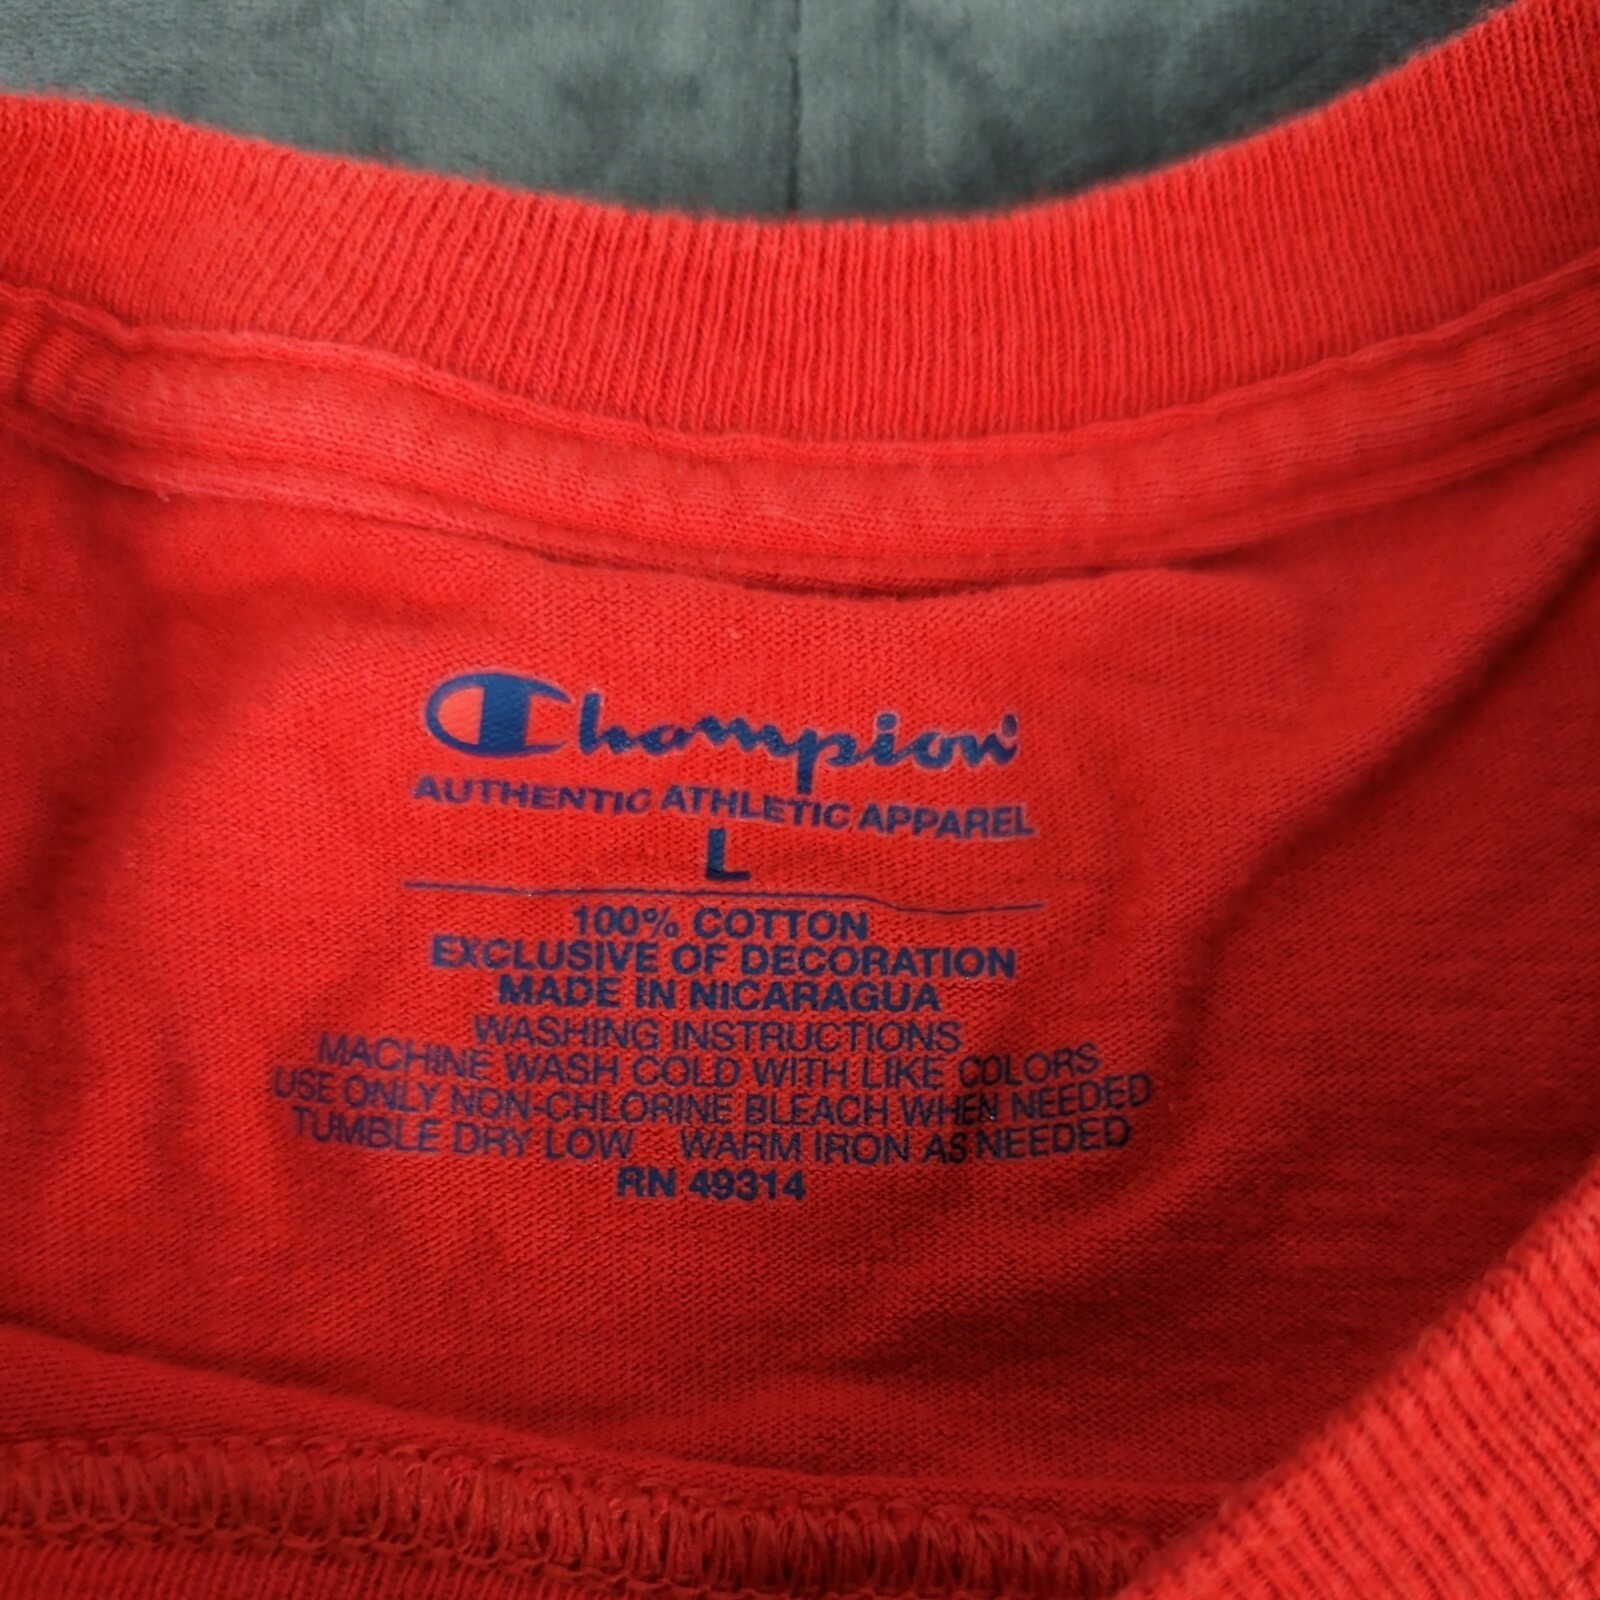 Champion
AUTHENTIC ATHLETIC APPAREL
L
100% COTTON
EXCLUSIVE OF DECORATION
MADE IN NICARAGUA
WASHING INSTRUCTIONS
MACHINE WASH COLD WITH LIKE COLORS
USE ONLY NON-CHLORINE BLEACH WHEN NEEDED
TUMBLE DRY LOW WARM IRON AS NEEDED
RN 49314